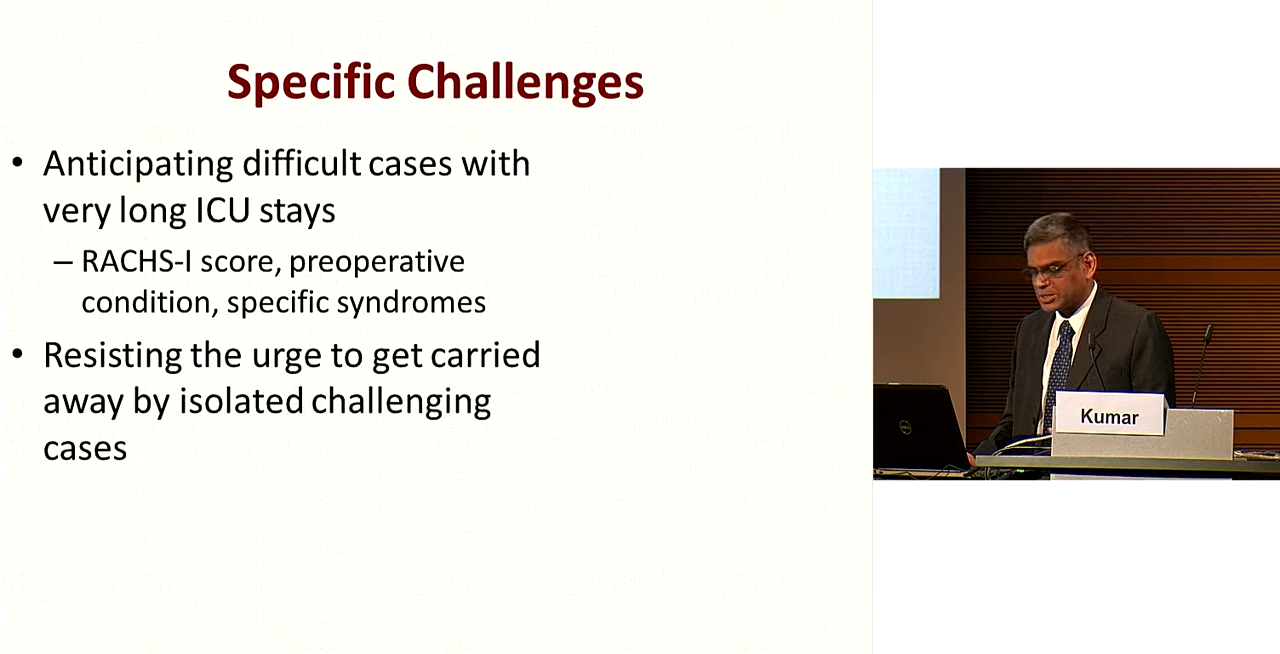 Specific Challenges
• Anticipating difficult cases with
very long ICU stays
– RACHS-I score, preoperative
condition, specific syndromes
• Resisting the urge to get carried
away by isolated challenging
cases
Kumar
DELL